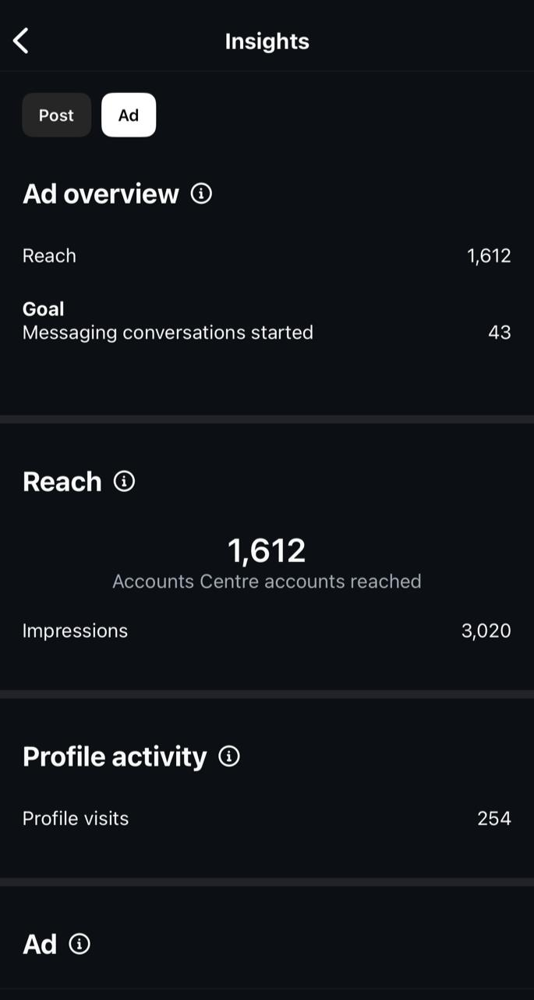 Insights
Post Ad
Ad overview
Reach 1,612
Goal
Messaging conversations started 43
Reach
1,612
Accounts Centre accounts reached
Impressions 3,020
Profile activity
Profile visits 254
Ad